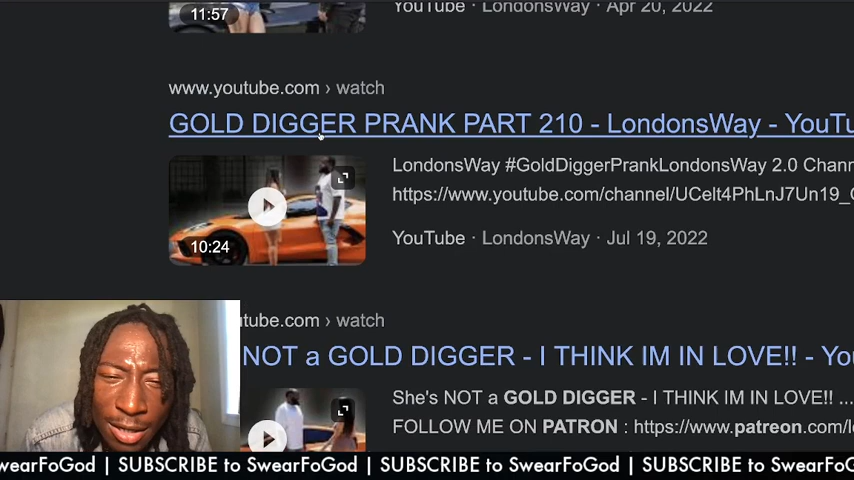 11:57
YouTube · LondonsWay · Apr 20, 2022
www.youtube.com › watch
GOLD DIGGER PRANK PART 210 - LondonsWay - YouTu
LondonsWay #GoldDiggerPrankLondonsWay 2.0 Chann
https://www.youtube.com/channel/UCelt4PhLnJ7Un19_
10:24
YouTube · LondonsWay · Jul 19, 2022
utube.com › watch
NOT a GOLD DIGGER - I THINK IM IN LOVE!! - Yo
She's NOT a GOLD DIGGER - I THINK IM IN LOVE!! ...
FOLLOW ME ON PATRON : https://www.patreon.com/l
wearFoGod | SUBSCRIBE to SwearFoGod | SUBSCRIBE to SwearFoGod | SUBSCRIBE to SwearFoG